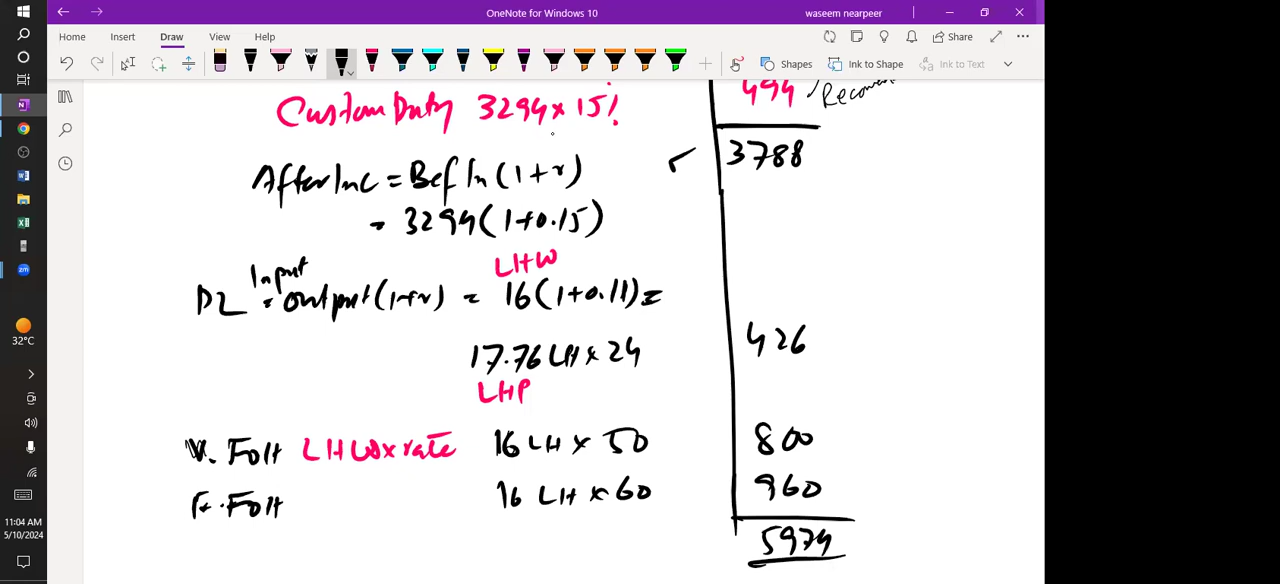 OneNote for Windows 10
waseem nearpeer
Home Insert Draw View Help
Share
Shapes Ink to Shape Ink to Text
494
Custom Duty 3294 x 15%
3788
After Inc = Bef In (1+r)
= 3294 (1+0.15)
LHW
Input
DL = output (1+r) = 16 (1+0.11) =
426
17.76 LH x 24
LHP
V. FOH LHW x rate 16 LH x 50 800
F. FOH 16 LH x 60 960
5974
32°C
11:04 AM
5/10/2024